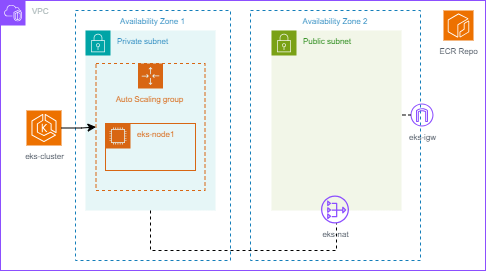 VPC
Availability Zone 1
Availability Zone 2
Private subnet
Public subnet
ECR Repo
Auto Scaling group
eks-node1
eks-cluster
eks-igw
eks-nat